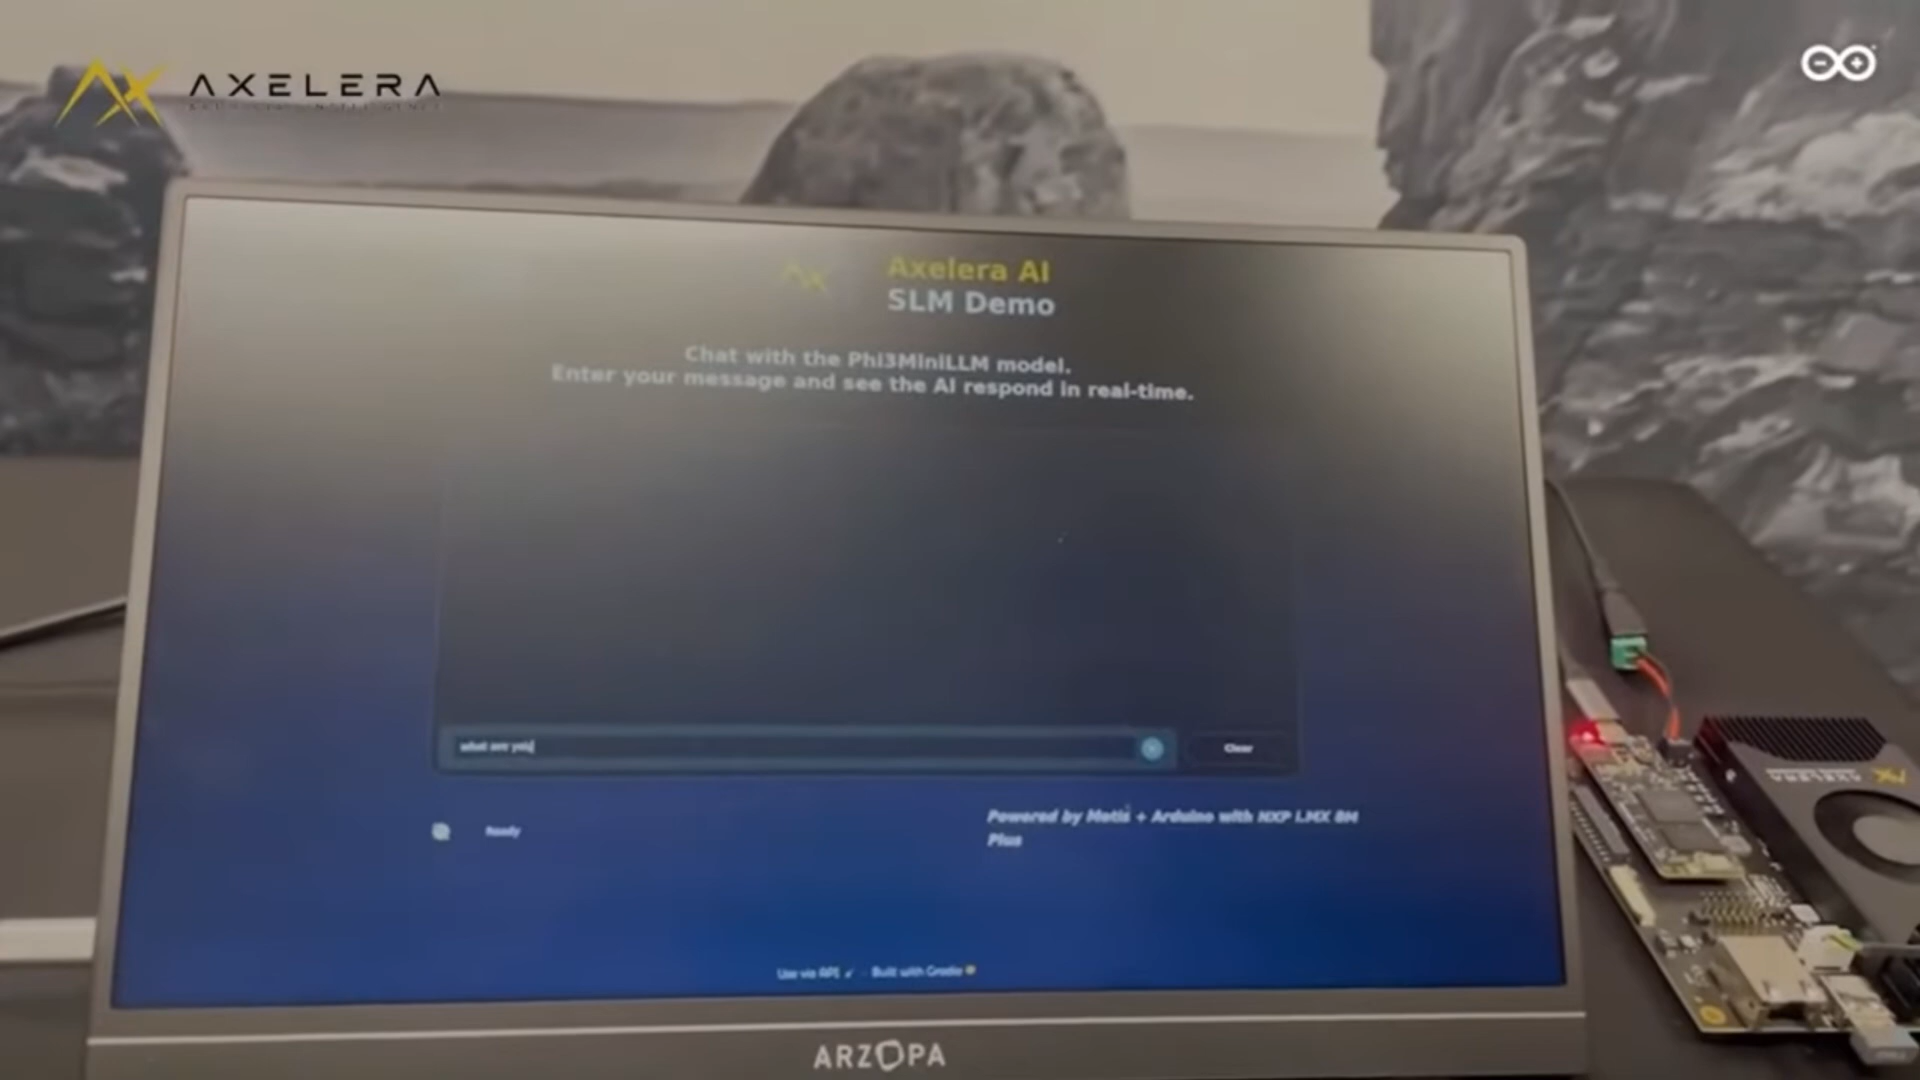 AXELERA
Axelera AI
SLM Demo
Chat with the Phi3MiniLLM model.
Enter your message and see the AI respond in real-time.
what are you
Clear
Ready
Powered by Metis + Arduino with NXP i.MX 8M
Plus
Use via API
Built with Gradio
ARZOPA
AXELERA